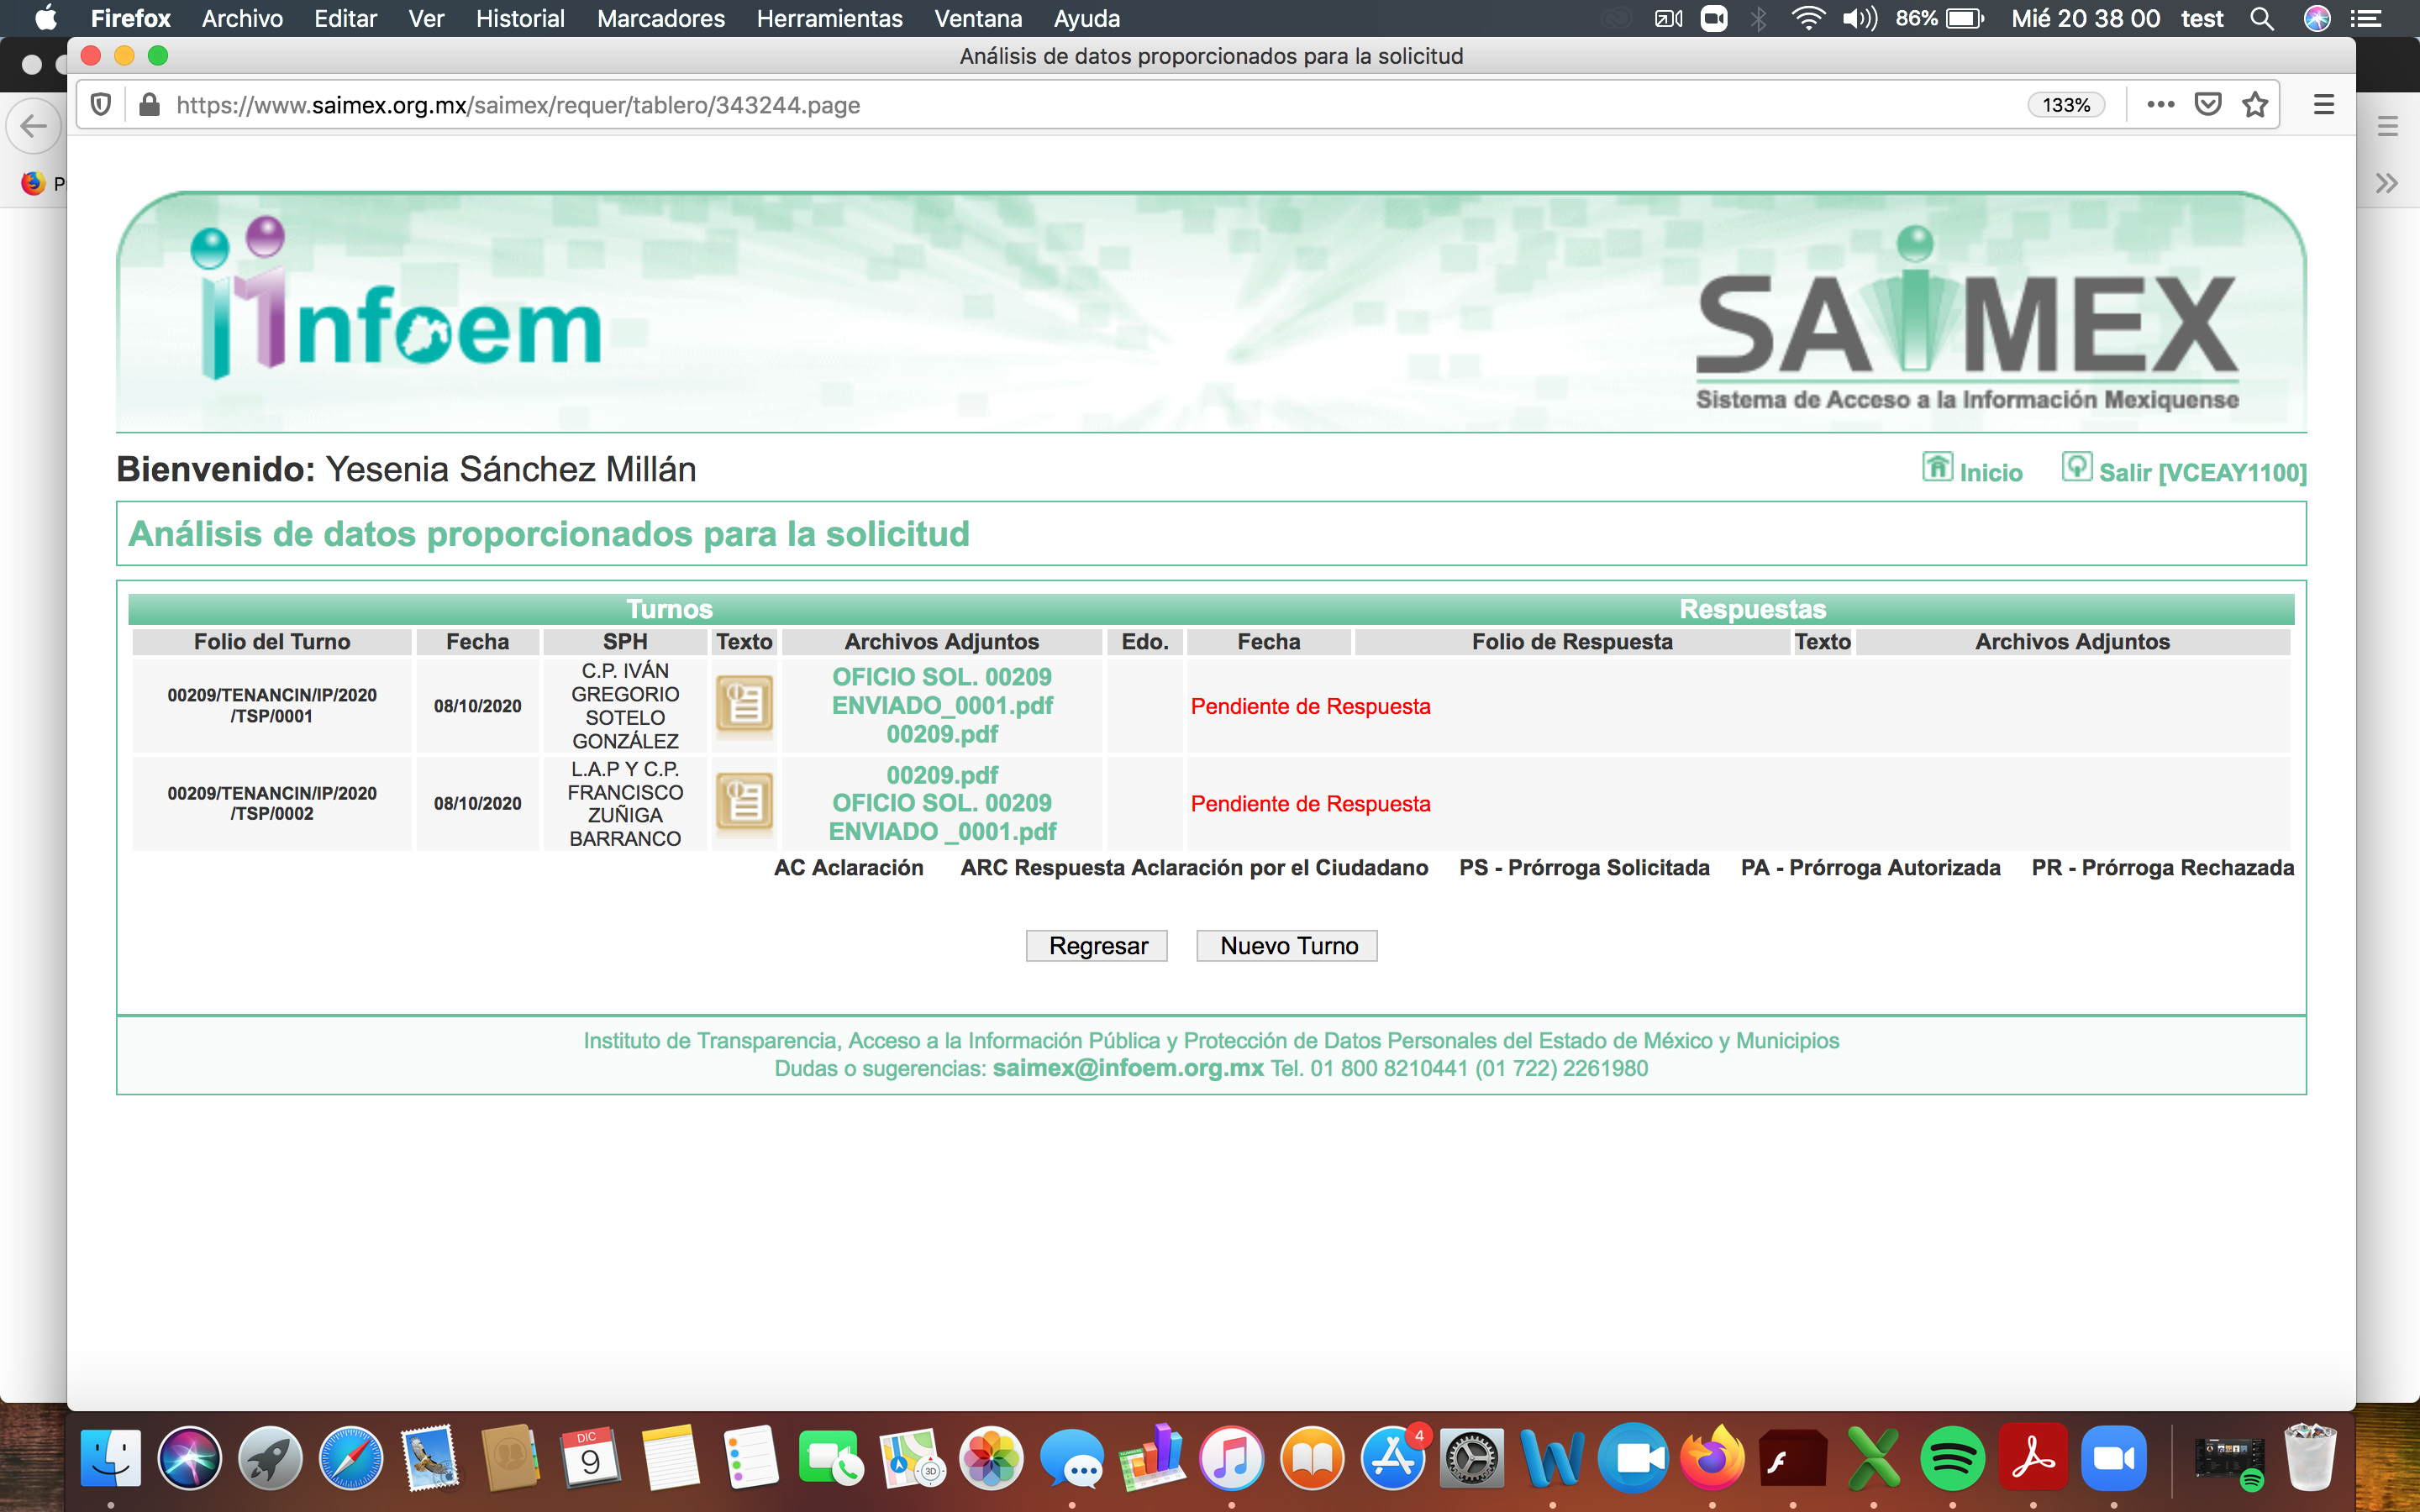 Firefox Archivo Editar Ver Historial Marcadores Herramientas Ventana Ayuda 86% Mié 20 38 00 test
Análisis de datos proporcionados para la solicitud
https://www.saimex.org.mx/saimex/requer/tablero/343244.page 133%
P
infoem
SAIMEX
Sistema de Acceso a la Información Mexiquense
Bienvenido: Yesenia Sánchez Millán
Inicio Salir [VCEAY1100]
Análisis de datos proporcionados para la solicitud
Turnos Respuestas
Folio del Turno Fecha SPH Texto Archivos Adjuntos Edo. Fecha Folio de Respuesta Texto Archivos Adjuntos
00209/TENANCIN/IP/2020
/TSP/0001
08/10/2020
C.P. IVÁN
GREGORIO
SOTELO
GONZÁLEZ
OFICIO SOL. 00209
ENVIADO_0001.pdf
00209.pdf
Pendiente de Respuesta
00209/TENANCIN/IP/2020
/TSP/0002
08/10/2020
L.A.P Y C.P.
FRANCISCO
ZUÑIGA
BARRANCO
00209.pdf
OFICIO SOL. 00209
ENVIADO _0001.pdf
Pendiente de Respuesta
AC Aclaración ARC Respuesta Aclaración por el Ciudadano PS - Prórroga Solicitada PA - Prórroga Autorizada PR - Prórroga Rechazada
Regresar Nuevo Turno
Instituto de Transparencia, Acceso a la Información Pública y Protección de Datos Personales del Estado de México y Municipios
Dudas o sugerencias: saimex@infoem.org.mx Tel. 01 800 8210441 (01 722) 2261980
DIC
9
3D
4